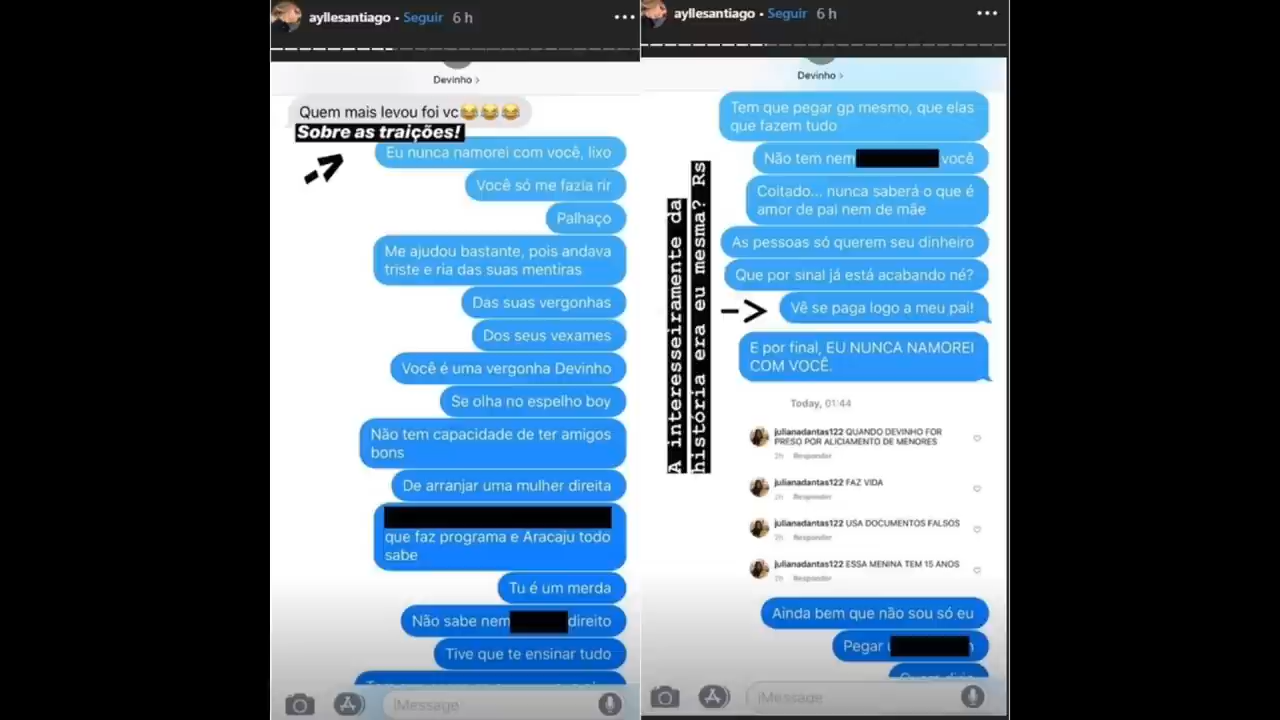 ayllesantiago • Seguir 6 h
Devinho >
Quem mais levou foi vc😂😂😂
Sobre as traições!
Eu nunca namorei com você, lixo
Você só me fazia rir
Palhaço
Me ajudou bastante, pois andava
triste e ria das suas mentiras
Das suas vergonhas
Dos seus vexames
Você é uma vergonha Devinho
Se olha no espelho boy
Não tem capacidade de ter amigos
bons
De arranjar uma mulher direita
que faz programa e Aracaju todo
sabe
Tu é um merda
Não sabe nem direito
Tive que te ensinar tudo
iMessage
ayllesantiago • Seguir 6 h
Devinho >
Tem que pegar gp mesmo, que elas
que fazem tudo
Não tem nem você
Coitado... nunca saberá o que é
amor de pai nem de mãe
As pessoas só querem seu dinheiro
Que por sinal já está acabando né?
Vê se paga logo a meu pai!
A interesseiramente da
história era eu mesma? Rs
E por final, EU NUNCA NAMOREI
COM VOCÊ.
Today, 01:44
julianadantas122 QUANDO DEVINHO FOR
PRESO POR ALICIAMENTO DE MENORES
Responder
julianadantas122 FAZ VIDA
Responder
julianadantas122 USA DOCUMENTOS FALSOS
Responder
julianadantas122 ESSA MENINA TEM 15 ANOS
Responder
Ainda bem que não sou só eu
Pegar
iMessage